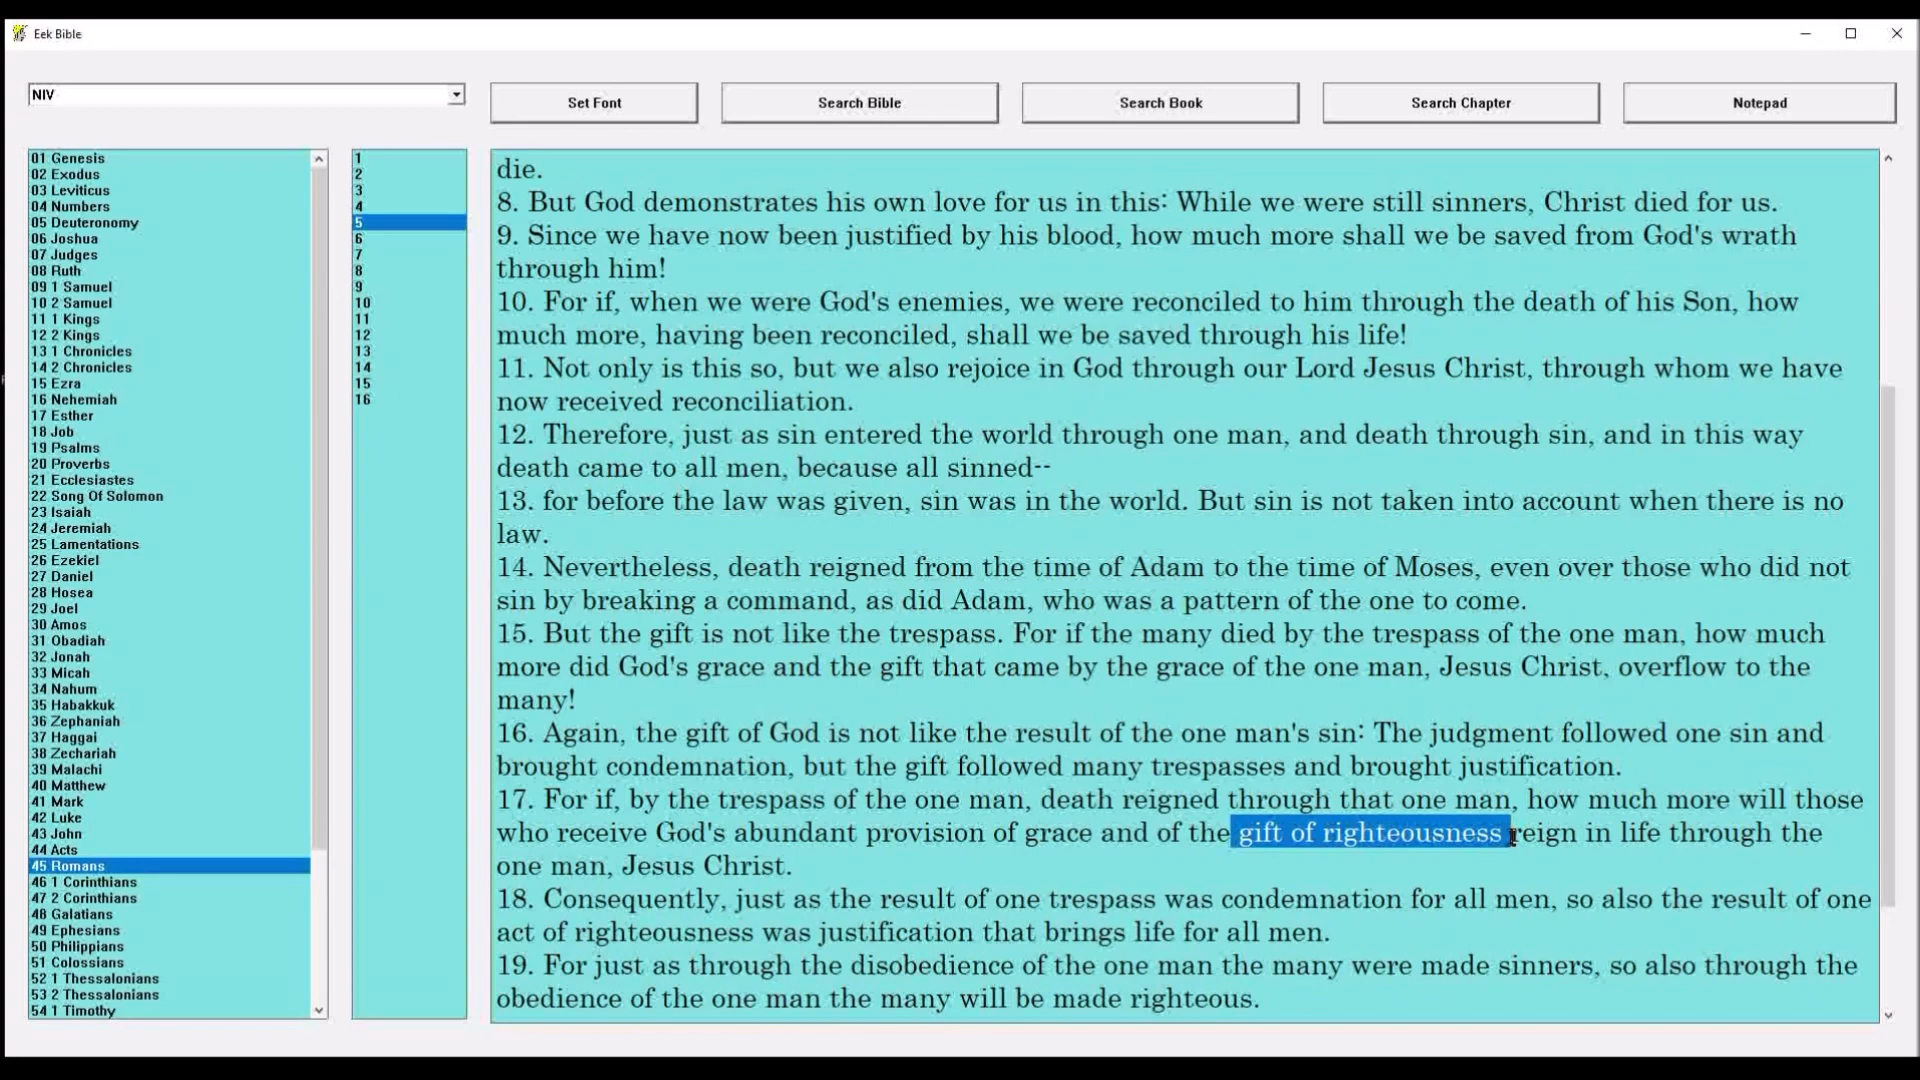 Eek Bible
NIV
Set Font
Search Bible
Search Book
Search Chapter
Notepad
01 Genesis
02 Exodus
03 Leviticus
04 Numbers
05 Deuteronomy
06 Joshua
07 Judges
08 Ruth
09 1 Samuel
10 2 Samuel
11 1 Kings
12 2 Kings
13 1 Chronicles
14 2 Chronicles
15 Ezra
16 Nehemiah
17 Esther
18 Job
19 Psalms
20 Proverbs
21 Ecclesiastes
22 Song Of Solomon
23 Isaiah
24 Jeremiah
25 Lamentations
26 Ezekiel
27 Daniel
28 Hosea
29 Joel
30 Amos
31 Obadiah
32 Jonah
33 Micah
34 Nahum
35 Habakkuk
36 Zephaniah
37 Haggai
38 Zechariah
39 Malachi
40 Matthew
41 Mark
42 Luke
43 John
44 Acts
45 Romans
46 1 Corinthians
47 2 Corinthians
48 Galatians
49 Ephesians
50 Philippians
51 Colossians
52 1 Thessalonians
53 2 Thessalonians
54 1 Timothy
1
2
3
4
5
6
7
8
9
10
11
12
13
14
15
16
die.
8. But God demonstrates his own love for us in this: While we were still sinners, Christ died for us.
9. Since we have now been justified by his blood, how much more shall we be saved from God's wrath
through him!
10. For if, when we were God's enemies, we were reconciled to him through the death of his Son, how
much more, having been reconciled, shall we be saved through his life!
11. Not only is this so, but we also rejoice in God through our Lord Jesus Christ, through whom we have
now received reconciliation.
12. Therefore, just as sin entered the world through one man, and death through sin, and in this way
death came to all men, because all sinned--
13. for before the law was given, sin was in the world. But sin is not taken into account when there is no
law.
14. Nevertheless, death reigned from the time of Adam to the time of Moses, even over those who did not
sin by breaking a command, as did Adam, who was a pattern of the one to come.
15. But the gift is not like the trespass. For if the many died by the trespass of the one man, how much
more did God's grace and the gift that came by the grace of the one man, Jesus Christ, overflow to the
many!
16. Again, the gift of God is not like the result of the one man's sin: The judgment followed one sin and
brought condemnation, but the gift followed many trespasses and brought justification.
17. For if, by the trespass of the one man, death reigned through that one man, how much more will those
who receive God's abundant provision of grace and of the gift of righteousness reign in life through the
one man, Jesus Christ.
18. Consequently, just as the result of one trespass was condemnation for all men, so also the result of one
act of righteousness was justification that brings life for all men.
19. For just as through the disobedience of the one man the many were made sinners, so also through the
obedience of the one man the many will be made righteous.